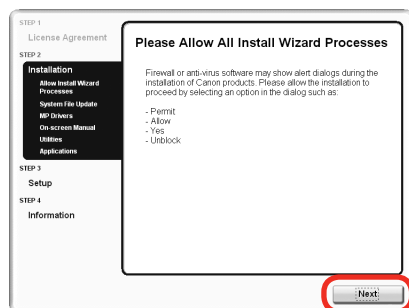 STEP 1
License Agreement
STEP 2
Installation
Allow Install Wizard
Processes
System File Update
MP Drivers
On-screen Manual
Utilities
Applications
STEP 3
Setup
STEP 4
Information
Please Allow All Install Wizard Processes
Firewall or anti-virus software may show alert dialogs during the
installation of Canon products. Please allow the installation to
proceed by selecting an option in the dialog such as:
- Permit
- Allow
- Yes
- Unblock
Next